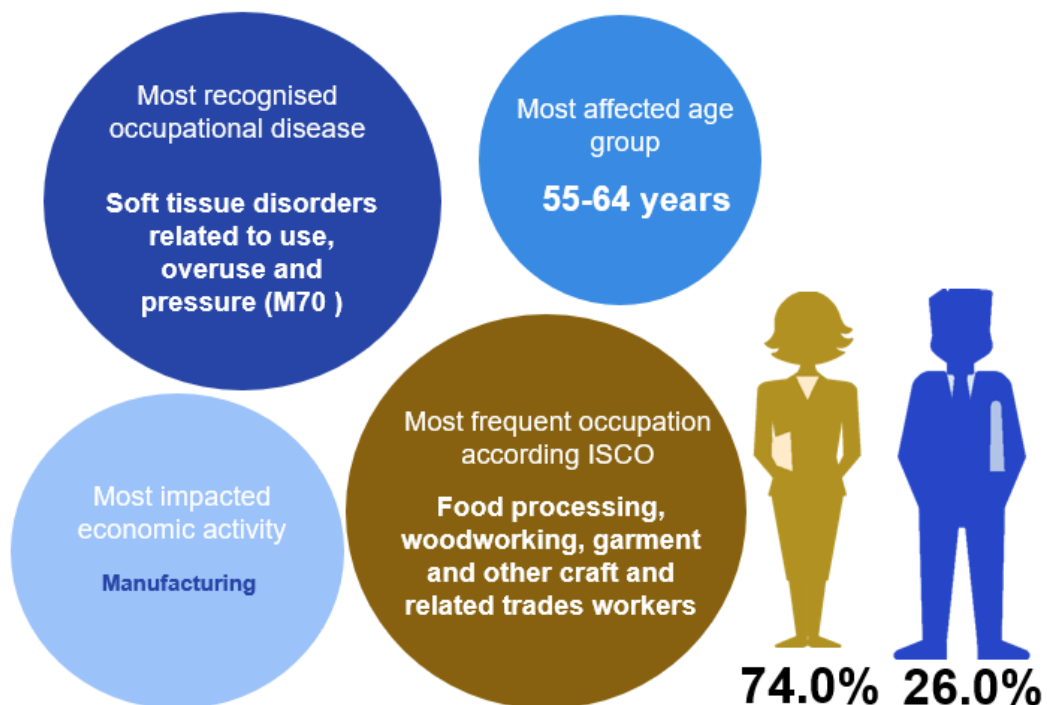 Most recognised
occupational disease
Soft tissue disorders
related to use,
overuse and
pressure (M70 )
Most affected age
group
55-64 years
Most impacted
economic activity
Manufacturing
Most frequent occupation
according ISCO
Food processing,
woodworking, garment
and other craft and
related trades workers
74.0% 26.0%